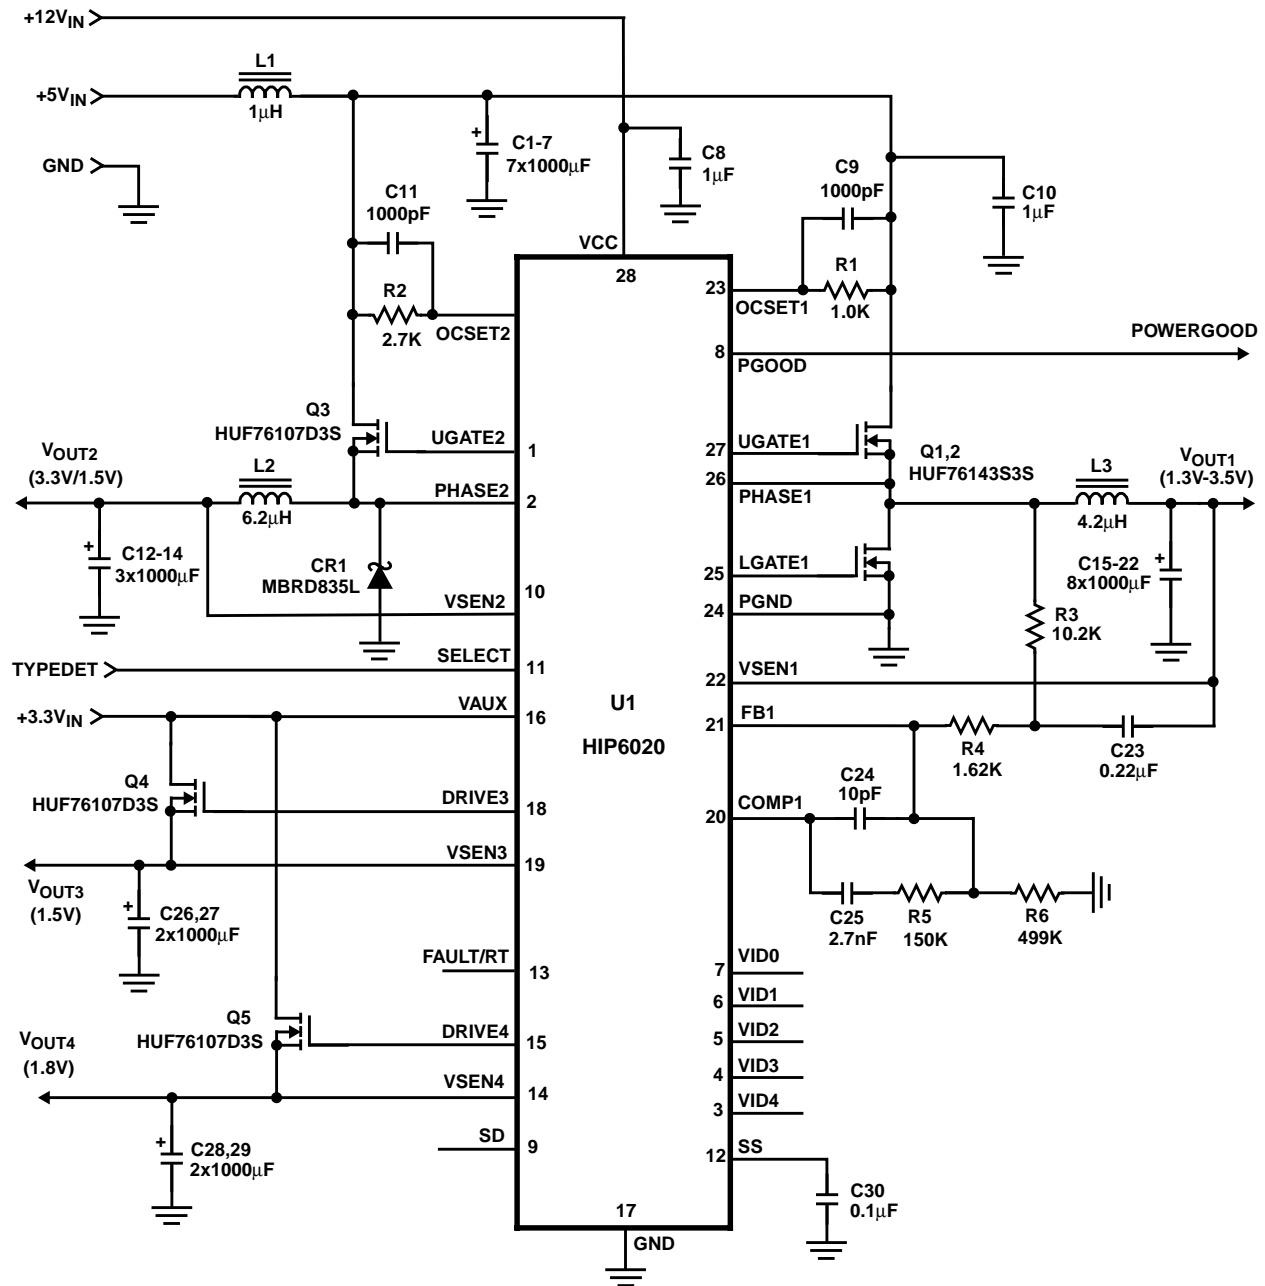 +12VIN
L1
+5VIN
1µH
GND
C1-7
7x1000µF
C8
1µF
C9
1000pF
C10
1µF
C11
1000pF
VCC
28
R2
2.7K
OCSET2
23
OCSET1
R1
1.0K
8
PGOOD
POWERGOOD
Q3
HUF76107D3S
UGATE2
1
27
UGATE1
26
PHASE1
Q1,2
HUF76143S3S
VOUT2
(3.3V/1.5V)
L2
6.2µH
PHASE2
2
L3
4.2µH
VOUT1
(1.3V-3.5V)
C12-14
3x1000µF
CR1
MBRD835L
10
VSEN2
25
LGATE1
24
PGND
C15-22
8x1000µF
R3
10.2K
TYPEDET
SELECT
11
22
VSEN1
+3.3VIN
VAUX
16
U1
HIP6020
21
FB1
R4
1.62K
C23
0.22µF
Q4
HUF76107D3S
DRIVE3
18
20
COMP1
C24
10pF
VSEN3
19
VOUT3
(1.5V)
C26,27
2x1000µF
C25
2.7nF
R5
150K
R6
499K
FAULT/RT
13
7
VID0
6
VID1
5
VID2
4
VID3
3
VID4
Q5
HUF76107D3S
DRIVE4
15
VOUT4
(1.8V)
VSEN4
14
C28,29
2x1000µF
SD
9
12
SS
C30
0.1µF
17
GND